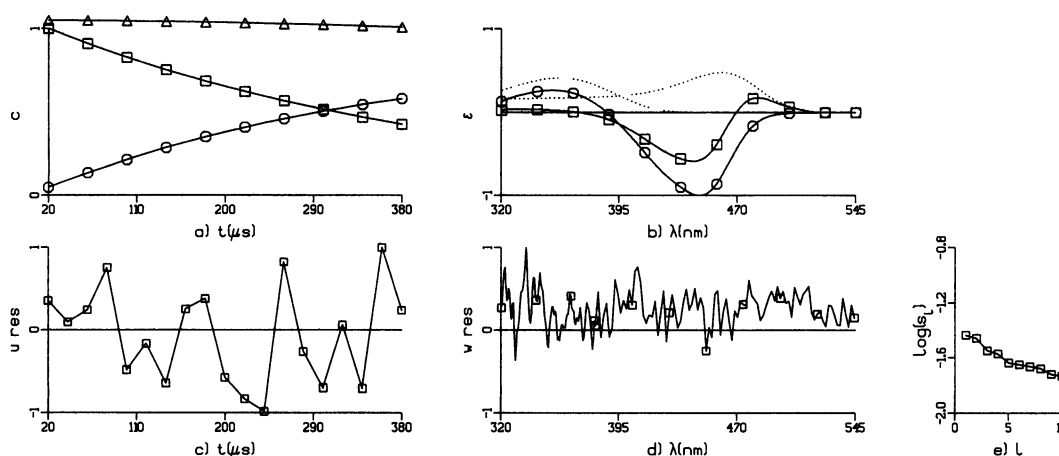 1
c
0
20 110 200 290 380
a) t(μs)
1
ε
-1
320 395 470 545
b) λ(nm)
1
u res
0
-1
20 110 200 290 380
c) t(μs)
1
w res
0
-1
320 395 470 545
d) λ(nm)
-0.8
-1.2
log(s_l)
-1.6
-2.0
0 5
e) l